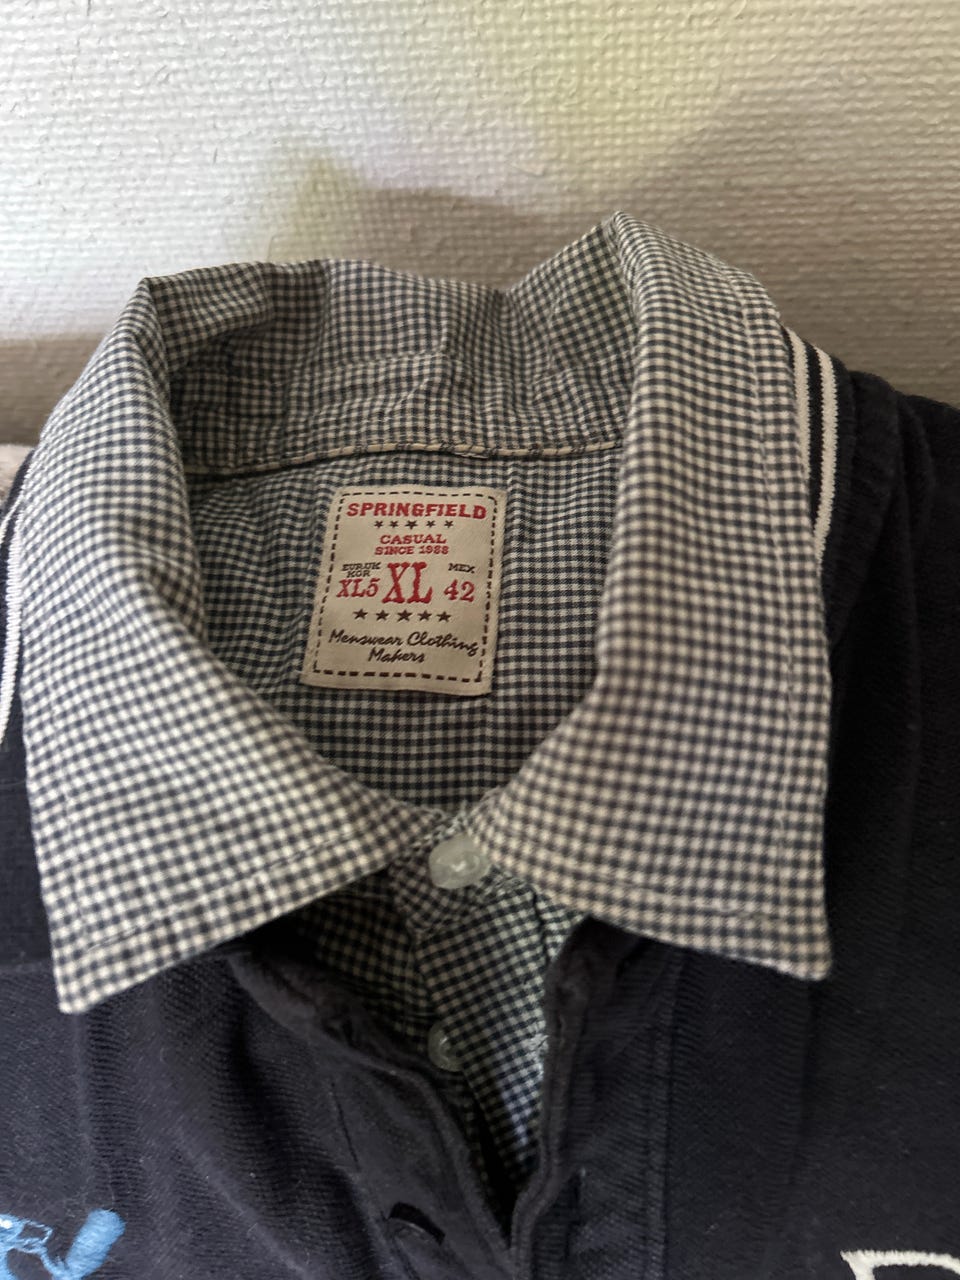 SPRINGFIELD
CASUAL
SINCE 1988
EUR UK MEX
KOR
XL5 XL 42
Menswear Clothing
Makers